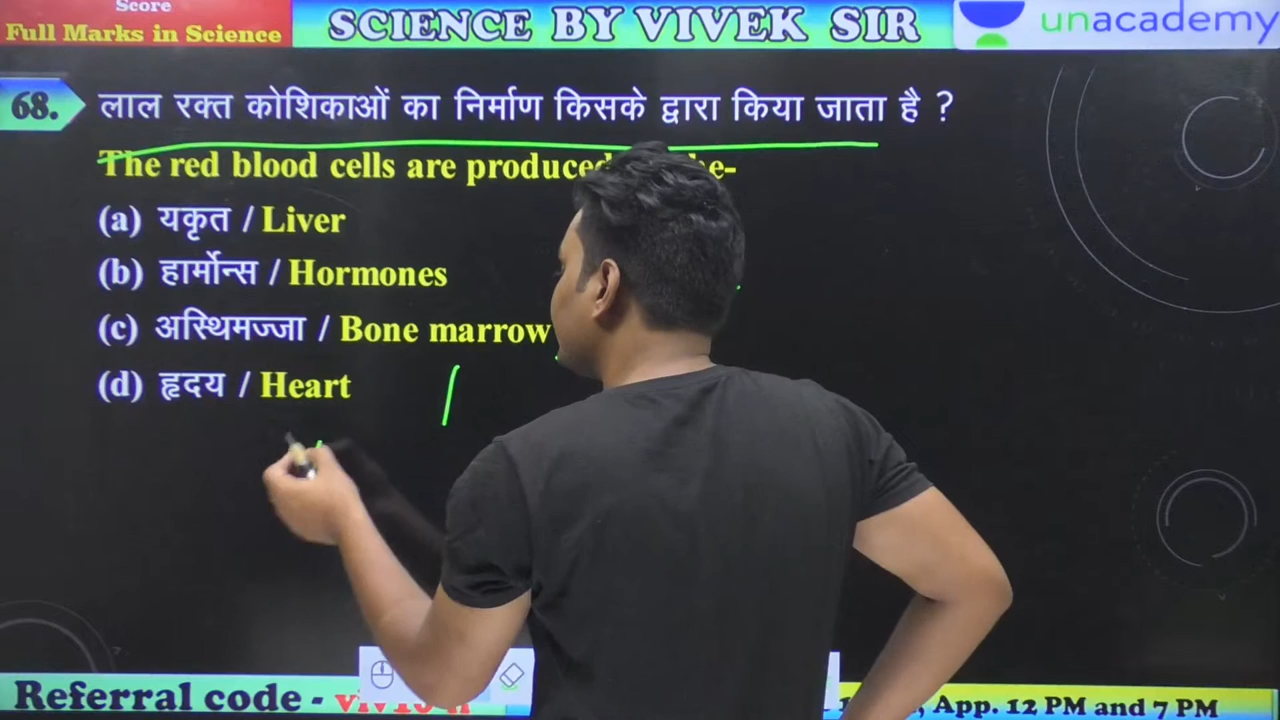 Score
Full Marks in Science
SCIENCE BY VIVEK SIR
unacademy
68.
लाल रक्त कोशिकाओं का निर्माण किसके द्वारा किया जाता है ?
The red blood cells are produced
(a) यकृत / Liver
(b) हार्मोन्स / Hormones
(c) अस्थिमज्जा / Bone marrow
(d) हृदय / Heart
Referral code -
App. 12 PM and 7 PM